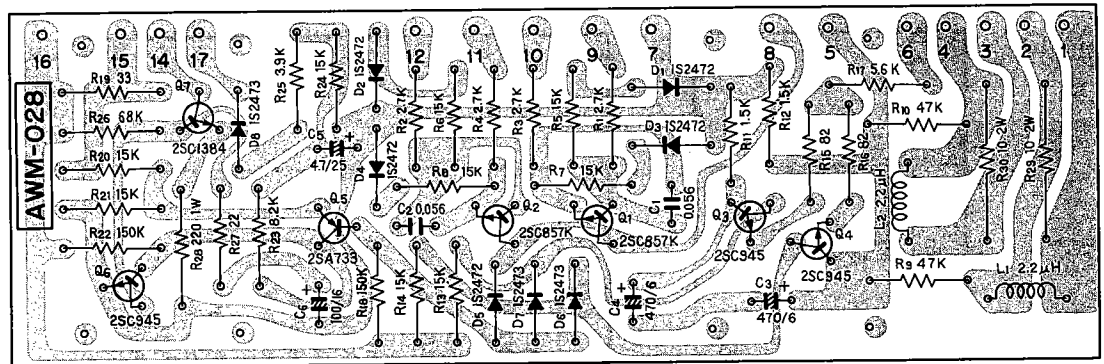 16 15 14 17 12 11 10 9 7 8 5 6 4 3 2 1
AWM-028
R19 33
R26 68K
R20 15K
R21 15K
R22 150K
Q7
2SC1384
D8 1S2473
R25 3.9K
R24 15K
D2 1S2472
C5
47/25
D4 1S2472
R2 2.7K
R6 15K
R4 2.7K
R3 2.7K
R5 15K
R1 2.7K
D1 1S2472
D3 1S2472
R11 1.5K
R12 1.5K
R15 82
R16 82
R17 5.6K
R10 47K
L2 2.2μH
R30 10-2W
R23 10-2W
R8 15K
R7 15K
C2 0.056
C1 0.056
Q2
2SC857K
Q1
2SC857K
Q3
2SC945
Q4
2SC945
Q5
2SA733
Q6
2SC945
R28 220 1W
R27 22
R23 8.2K
C6 100/6
R18 150K
R14 15K
R13 15K
D5 1S2472
D7 1S2473
D6 1S2473
C4 470/6
C3
470/6
R9 47K
L1 2.2μH